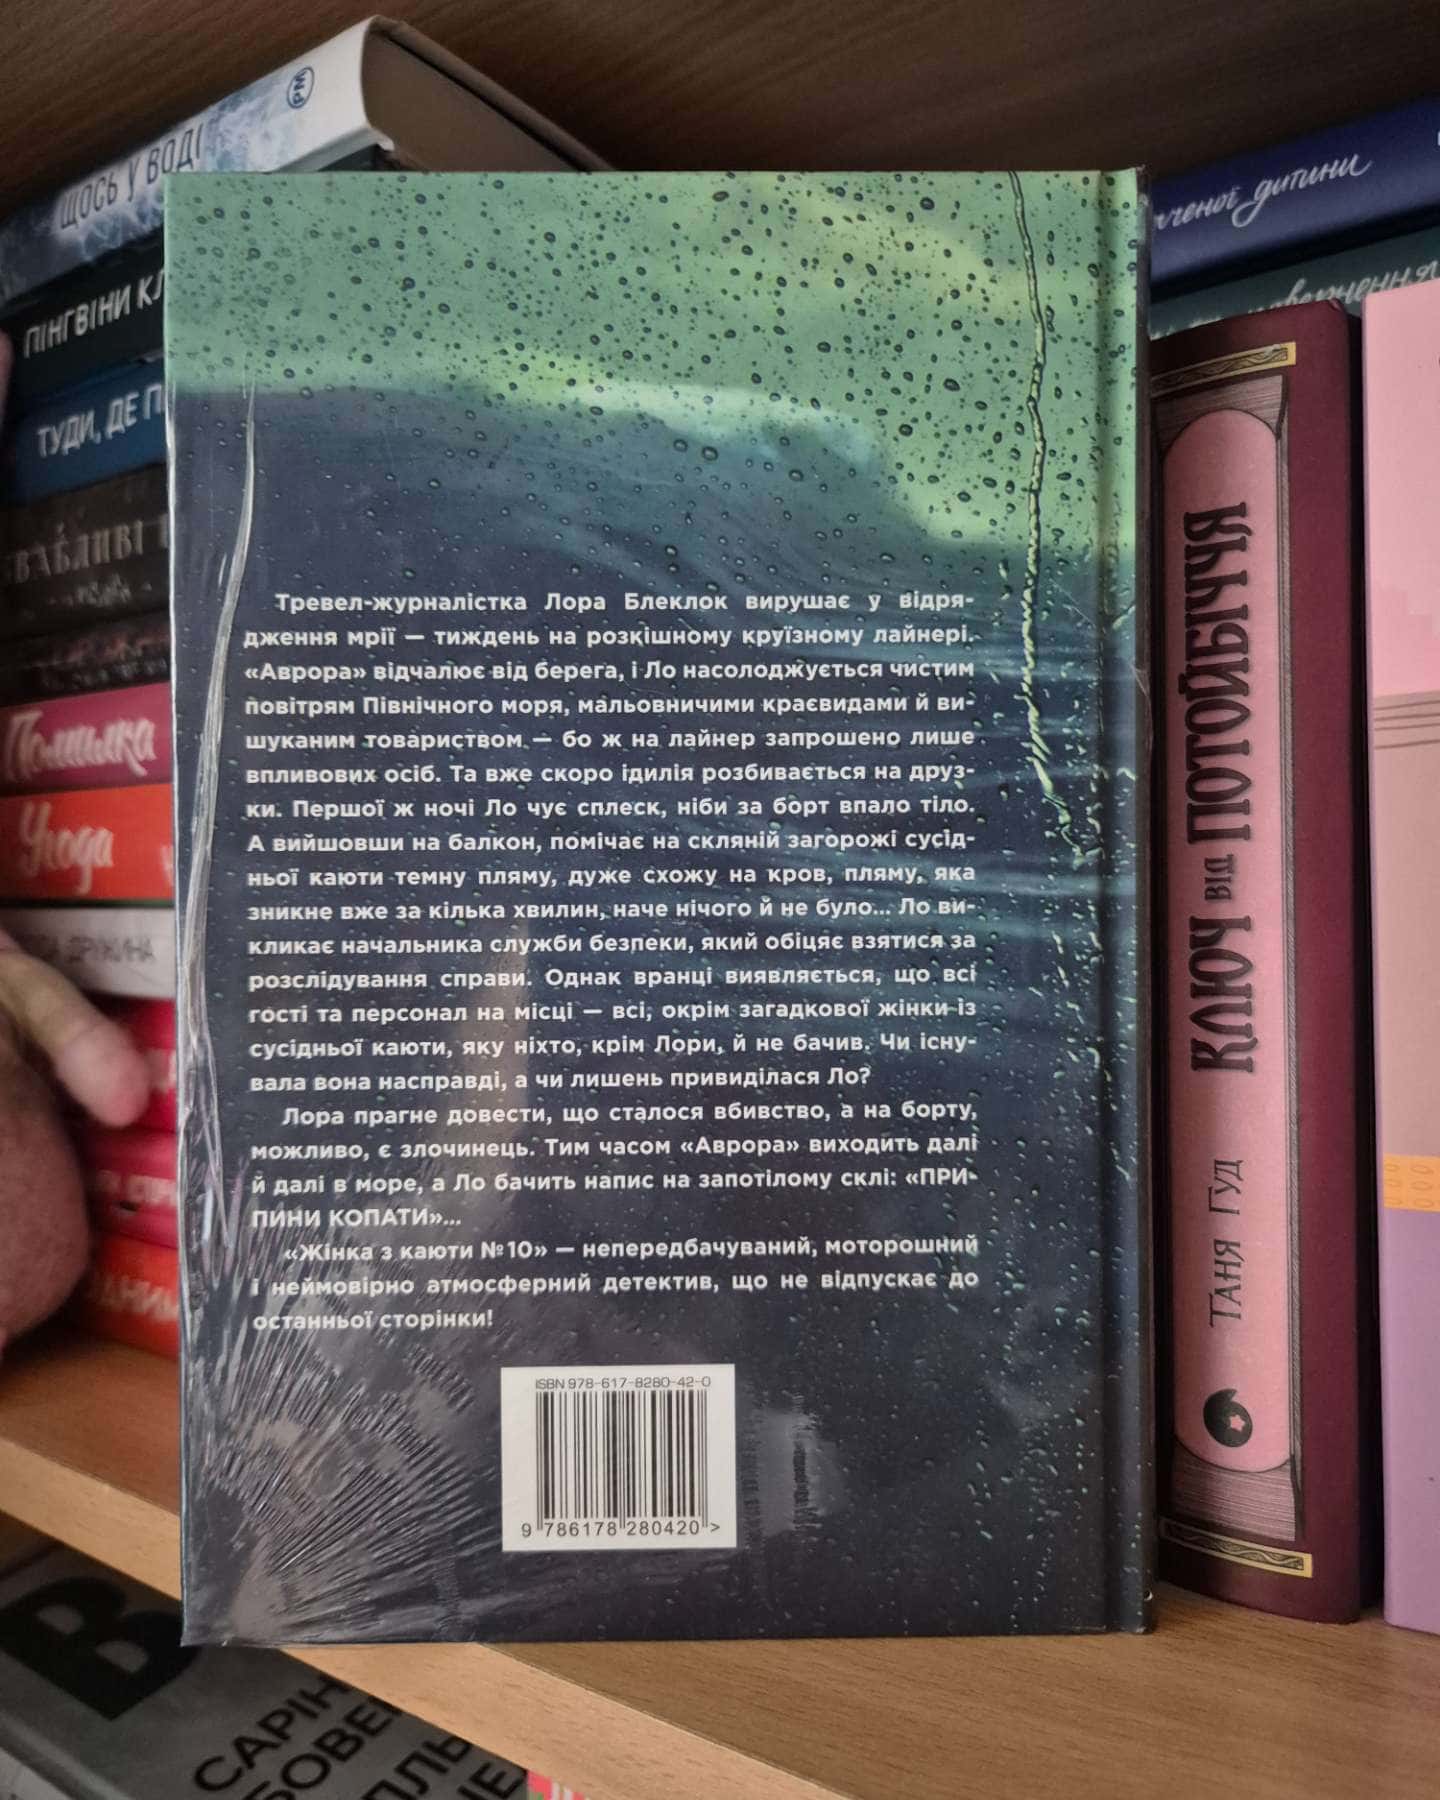 РМ
ЩОСЬ У ВОДІ
ПІНГВІНИ
ТУДИ, ДЕ
Помилка
Угода
ДРУЖИНА
дитини
Тревел-журналістка Лора Блеклок вирушає у відря-
дження мрії — тиждень на розкішному круїзному лайнері.
«Аврора» відчалює від берега, і Ло насолоджується чистим
повітрям Північного моря, мальовничими краєвидами й ви-
шуканим товариством — бо ж на лайнер запрошено лише
впливових осіб. Та вже скоро ідилія розбивається на друз-
ки. Першої ж ночі Ло чує сплеск, ніби за борт впало тіло.
А вийшовши на балкон, помічає на скляній загорожі сусід-
ньої каюти темну пляму, дуже схожу на кров, пляму, яка
зникне вже за кілька хвилин, наче нічого й не було... Ло ви-
кликає начальника служби безпеки, який обіцяє взятися за
розслідування справи. Однак вранці виявляється, що всі
гості та персонал на місці — всі, окрім загадкової жінки із
сусідньої каюти, яку ніхто, крім Лори, й не бачив. Чи існу-
вала вона насправді, а чи лишень привиділася Ло?
Лора прагне довести, що сталося вбивство, а на борту,
можливо, є злочинець. Тим часом «Аврора» виходить далі
й далі в море, а Ло бачить напис на запотілому склі: «ПРИ-
ПИНИ КОПАТИ»...
«Жінка з каюти №10» — непередбачуваний, моторошний
і неймовірно атмосферний детектив, що не відпускає до
останньої сторінки!
ISBN 978-617-8280-42-0
9 786178 280420 >
КЛЮЧ ВІД ПОТОЙБІЧЧЯ
ТАНЯ ГУД